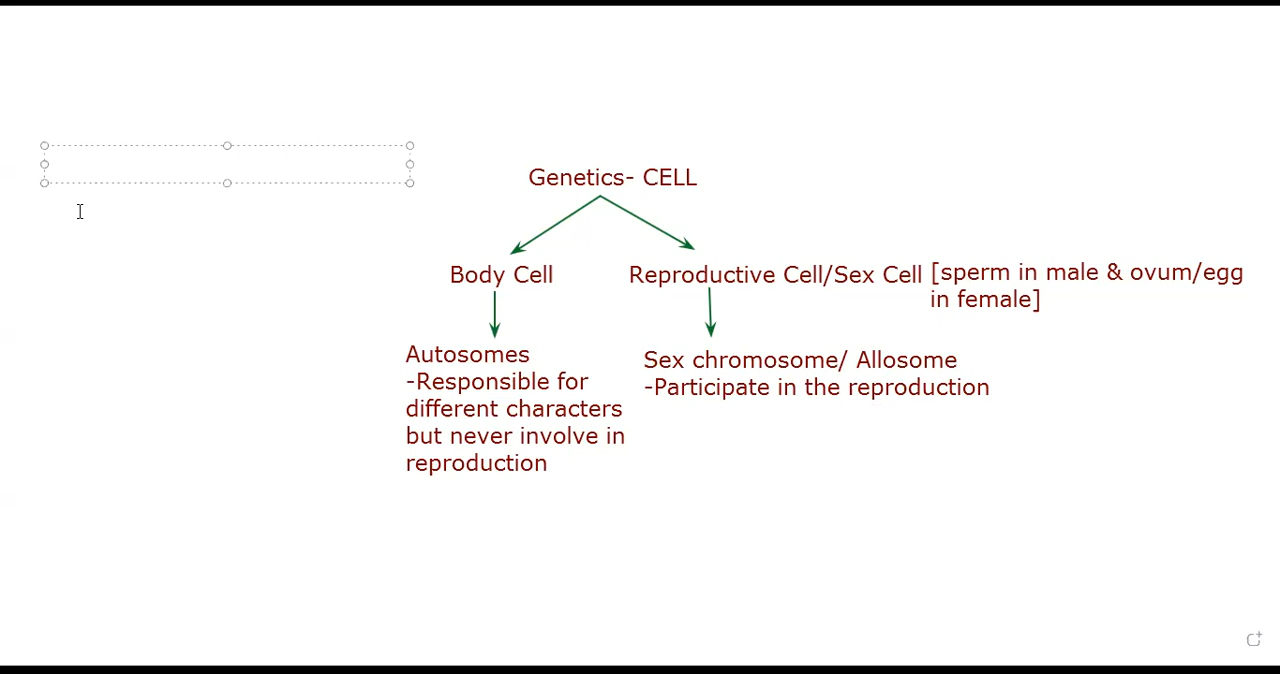 Genetics- CELL
Body Cell
Reproductive Cell/Sex Cell [sperm in male & ovum/egg
in female]
Autosomes
-Responsible for
different characters
but never involve in
reproduction
Sex chromosome/ Allosome
-Participate in the reproduction